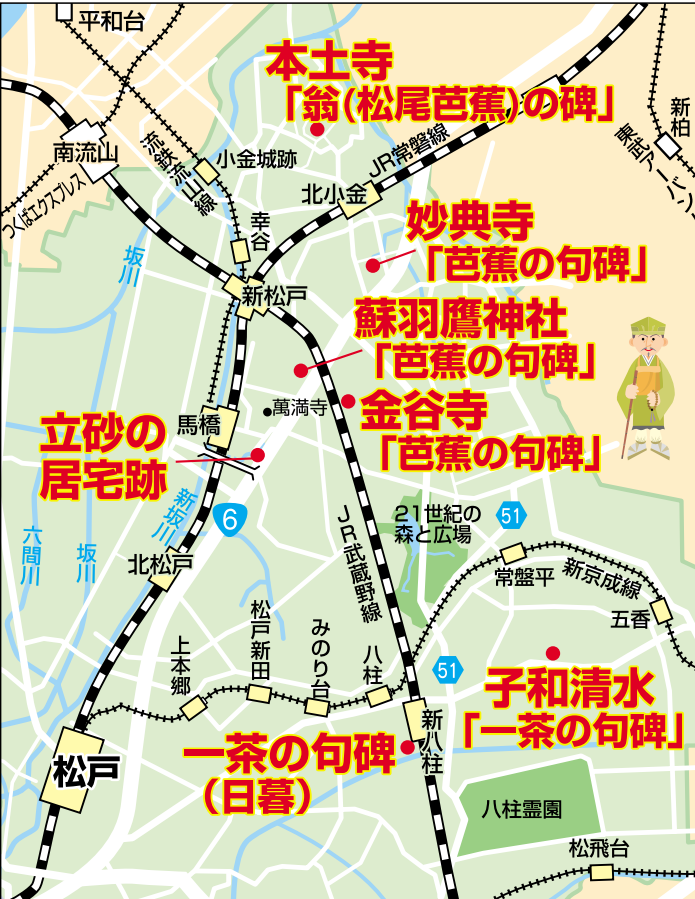 平和台
本土寺
「翁(松尾芭蕉)の碑」
新柏
東武アーバン
南流山
流鉄流山線
小金城跡
JR常磐線
北小金
つくばエクスプレス
幸谷
妙典寺
「芭蕉の句碑」
坂川
新松戸
蘇羽鷹神社
「芭蕉の句碑」
萬満寺
金谷寺
「芭蕉の句碑」
馬橋
立砂の
居宅跡
新坂川
6
JR武蔵野線
21世紀の
森と広場
51
六間川
坂川
北松戸
常盤平
新京成線
五香
松戸新田
みのり台
上本郷
八柱
51
子和清水
「一茶の句碑」
新八柱
一茶の句碑
（日暮）
松戸
八柱霊園
松飛台